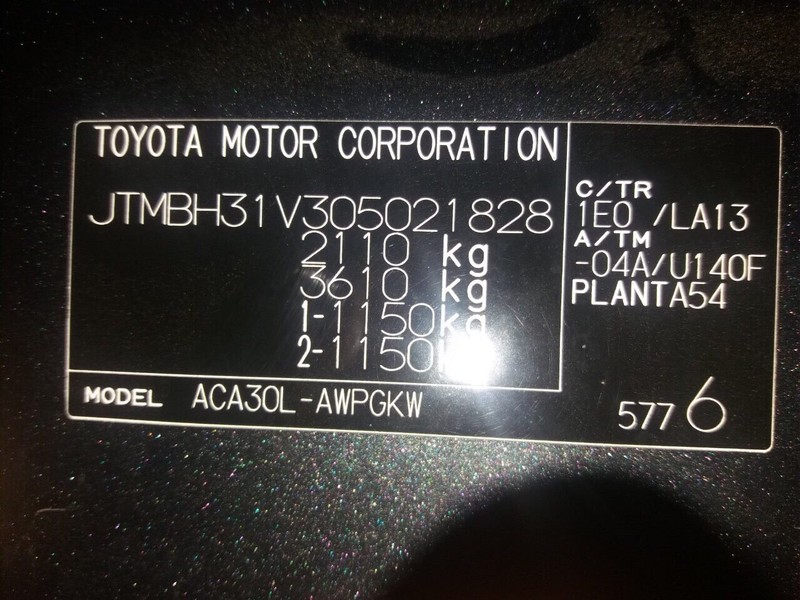 TOYOTA MOTOR CORPORATION
JTMBH31V305021828
2110 kg
3610 kg
1-1150kg
2-1150
C/TR
1E0 /LA13
A/TM
-04A/U140F
PLANTA54
MODEL ACA30L-AWPGKW
577 6